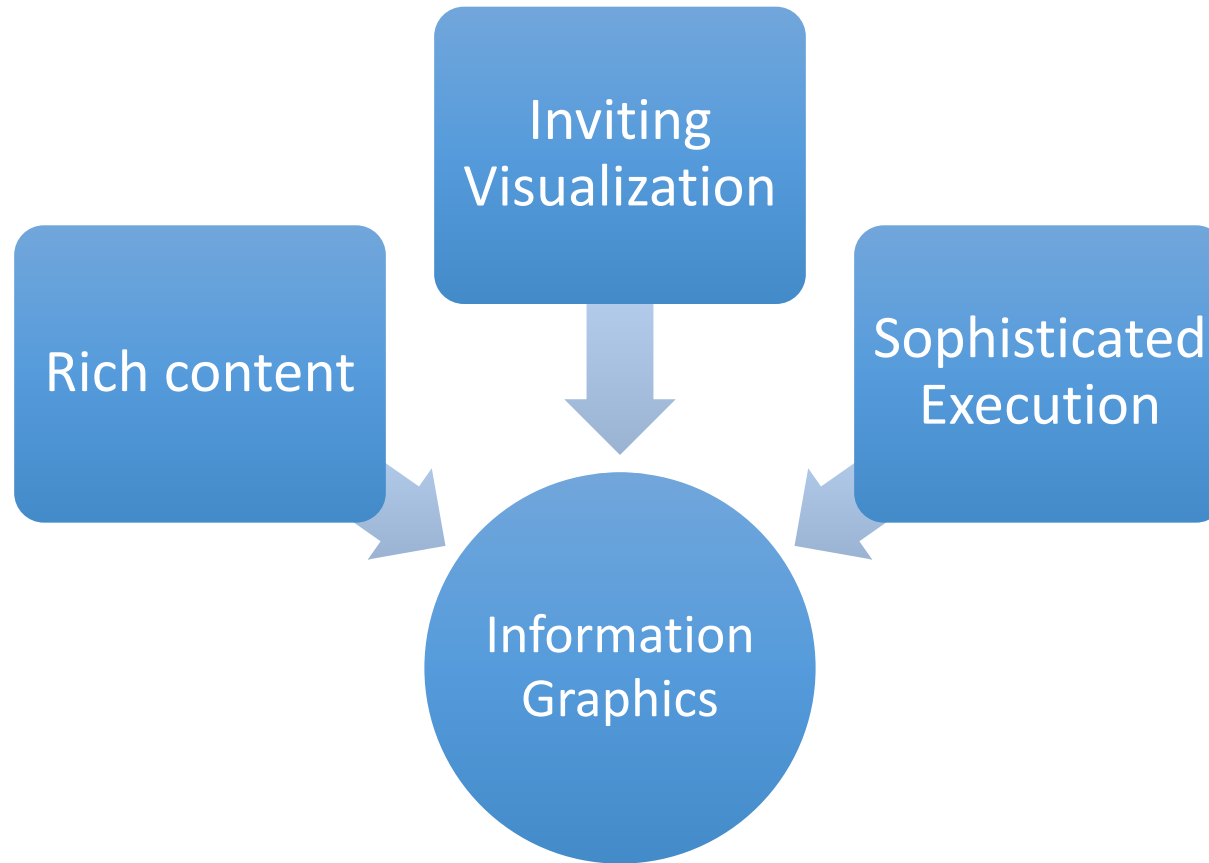 Inviting
Visualization
Rich content
Sophisticated
Execution
Information
Graphics